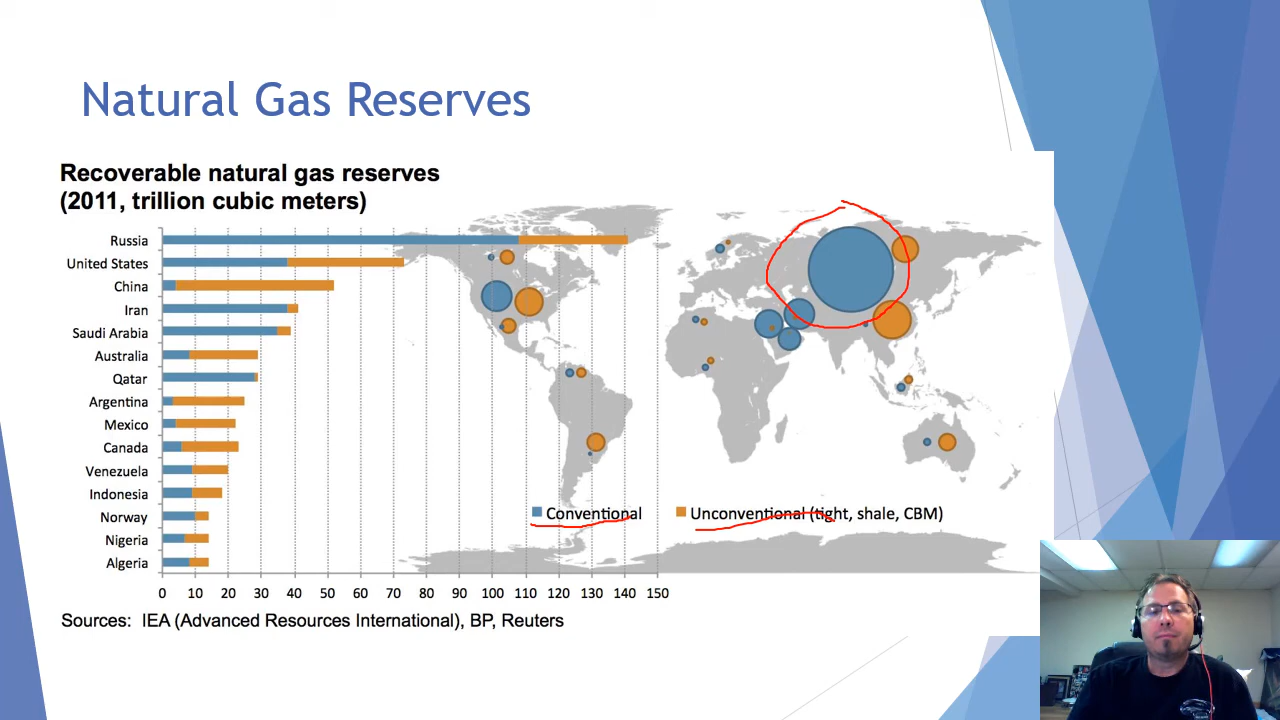 Natural Gas Reserves
Recoverable natural gas reserves
(2011, trillion cubic meters)
Russia
United States
China
Iran
Saudi Arabia
Australia
Qatar
Argentina
Mexico
Canada
Venezuela
Indonesia
Norway
Nigeria
Algeria
Conventional
Unconventional (tight, shale, CBM)
0 10 20 30 40 50 60 70 80 90 100 110 120 130 140 150
Sources: IEA (Advanced Resources International), BP, Reuters